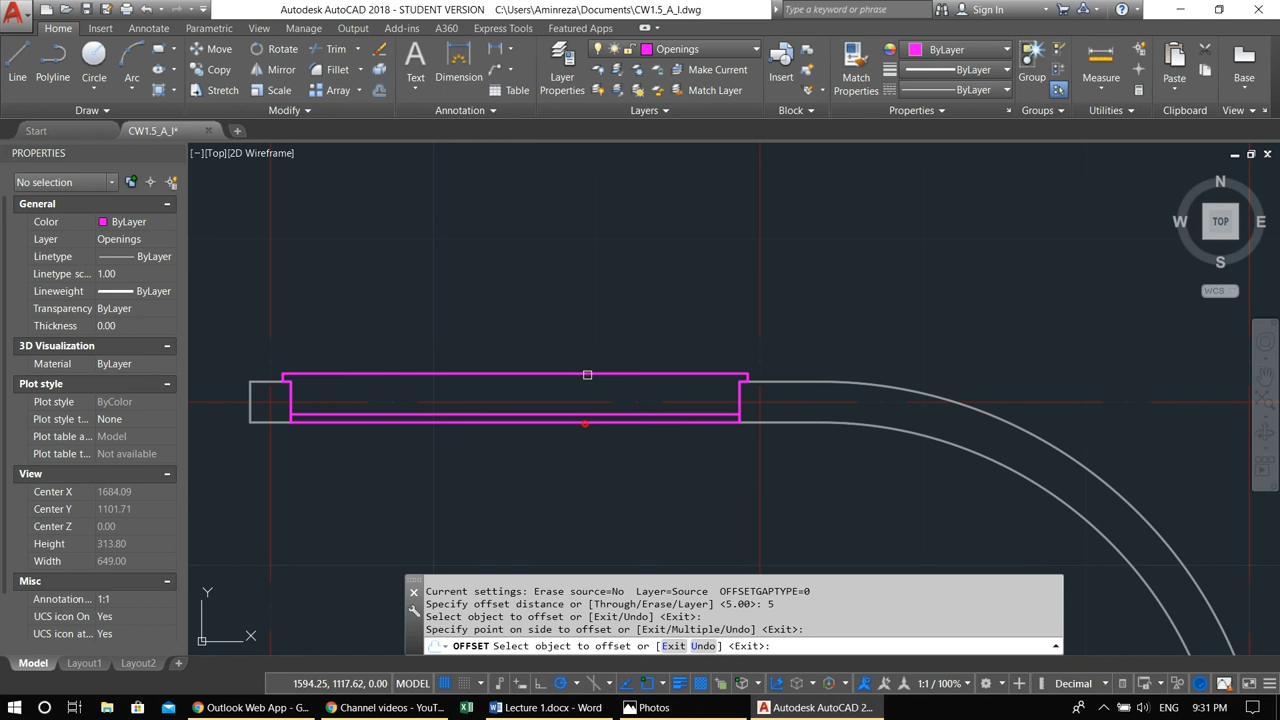 Autodesk AutoCAD 2018 - STUDENT VERSION C:\Users\Aminreza\Documents\CW1.5_A_I.dwg
Type a keyword or phrase
Sign In
Home Insert Annotate Parametric View Manage Output Add-ins A360 Express Tools Featured Apps
Line Polyline Circle Arc
Move Rotate Trim
Copy Mirror Fillet
Stretch Scale Array
Text Dimension Table
Layer Properties
Openings
Make Current
Match Layer
Insert
Match Properties
ByLayer
ByLayer
ByLayer
Group Measure Paste Base
Draw Modify Annotation Layers Block Properties Groups Utilities Clipboard View
Start CW1.5_A_I*
PROPERTIES
[−][Top][2D Wireframe]
No selection
General
Color ByLayer
Layer Openings
Linetype ByLayer
Linetype sc... 1.00
Lineweight ByLayer
Transparency ByLayer
Thickness 0.00
3D Visualization
Material ByLayer
Plot style
Plot style ByColor
Plot style t... None
Plot table a... Model
Plot table t... Not available
View
Center X 1684.09
Center Y 1101.71
Center Z 0.00
Height 313.80
Width 649.00
Misc
Annotation... 1:1
UCS icon On Yes
UCS icon at... Yes
N
W TOP E
S
WCS
Y
X
Current settings: Erase source=No Layer=Source OFFSETGAPTYPE=0
Specify offset distance or [Through/Erase/Layer] <5.00>: 5
Select object to offset or [Exit/Undo] <Exit>:
Specify point on side to offset or [Exit/Multiple/Undo] <Exit>:
OFFSET Select object to offset or [Exit Undo] <Exit>:
Model Layout1 Layout2
1594.25, 1117.62, 0.00 MODEL 1:1 / 100% Decimal
Outlook Web App - G...
Channel videos - YouT...
Lecture 1.docx - Word
Photos
Autodesk AutoCAD 2...
ENG 9:31 PM